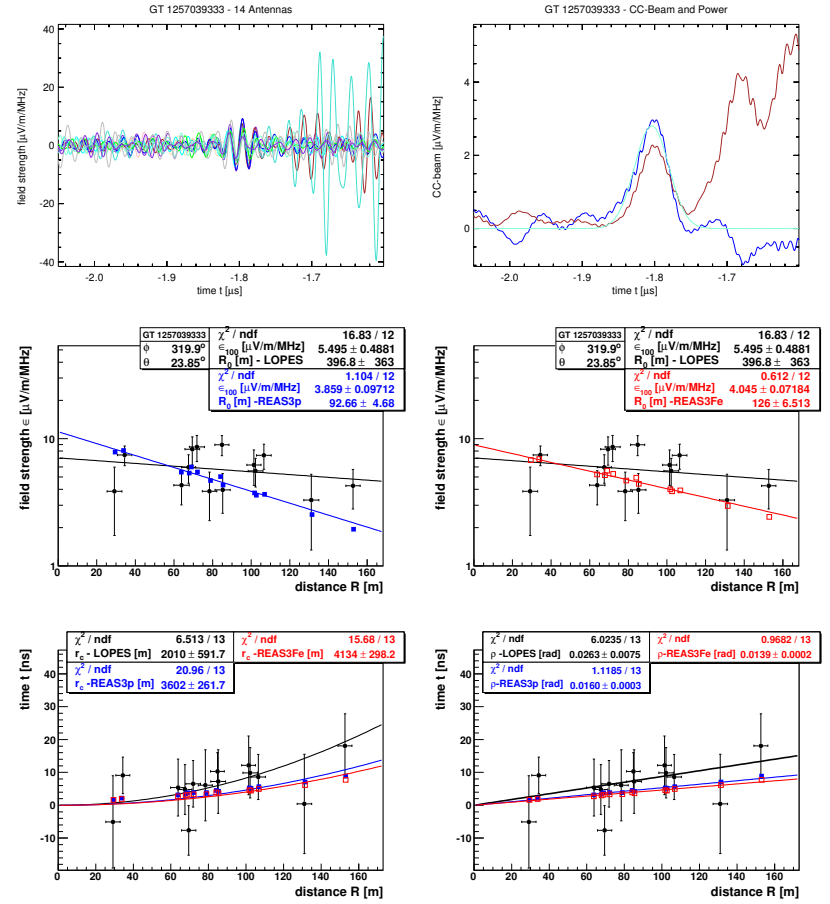 GT 1257039333 - 14 Antennas
field strength [μV/m/MHz]
40
20
0
-20
-40
-2.0 -1.9 -1.8 -1.7
time t [μs]
GT 1257039333 - CC-Beam and Power
CC-beam [μV/m/MHz]
4
2
0
-2.0 -1.9 -1.8 -1.7
time t [μs]
GT 1257039333
φ 319.9°
θ 23.85°
χ² / ndf 16.83 / 12
ϵ₁₀₀ [μV/m/MHz] 5.495 ± 0.4881
R₀ [m] - LOPES 396.8 ± 363
χ² / ndf 1.104 / 12
ϵ₁₀₀ [μV/m/MHz] 3.859 ± 0.09712
R₀ [m] -REAS3p 92.66 ± 4.68
field strength ϵ [μV/m/MHz]
10
1
0 20 40 60 80 100 120 140 160
distance R [m]
GT 1257039333
φ 319.9°
θ 23.85°
χ² / ndf 16.83 / 12
ϵ₁₀₀ [μV/m/MHz] 5.495 ± 0.4881
R₀ [m] - LOPES 396.8 ± 363
χ² / ndf 0.612 / 12
ϵ₁₀₀ [μV/m/MHz] 4.045 ± 0.07184
R₀ [m] -REAS3Fe 126 ± 6.513
field strength ϵ [μV/m/MHz]
10
1
0 20 40 60 80 100 120 140 160
distance R [m]
χ² / ndf 6.513 / 13
r_c - LOPES [m] 2010 ± 591.7
χ² / ndf 15.68 / 13
r_c -REAS3Fe [m] 4134 ± 298.2
χ² / ndf 20.96 / 13
r_c -REAS3p [m] 3602 ± 261.7
time t [ns]
50
40
30
20
10
0
-10
0 20 40 60 80 100 120 140 160
distance R [m]
χ² / ndf 6.0235 / 13
ρ -LOPES [rad] 0.0263 ± 0.0075
χ² / ndf 0.9682 / 13
ρ-REAS3Fe [rad] 0.0139 ± 0.0002
χ² / ndf 1.1185 / 13
ρ-REAS3p [rad] 0.0160 ± 0.0003
time t [ns]
50
40
30
20
10
0
-10
0 20 40 60 80 100 120 140 160
distance R [m]